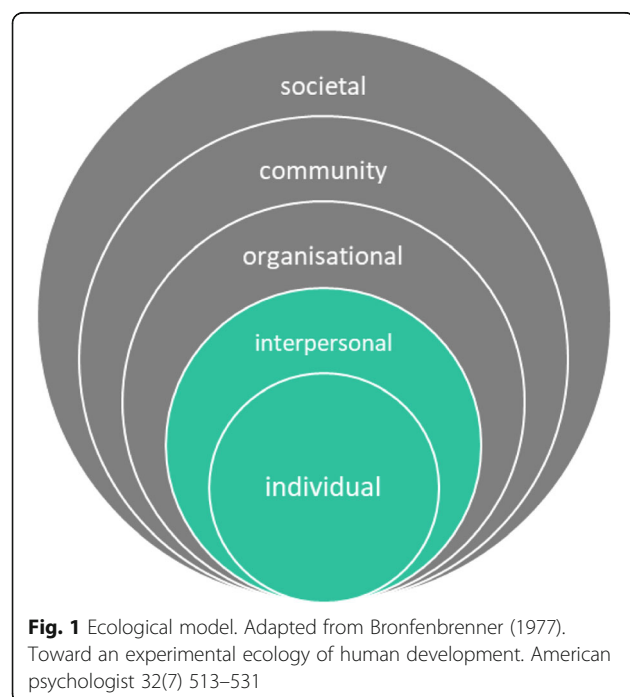 societal
community
organisational
interpersonal
individual
Fig. 1 Ecological model. Adapted from Bronfenbrenner (1977).
Toward an experimental ecology of human development. American
psychologist 32(7) 513–531